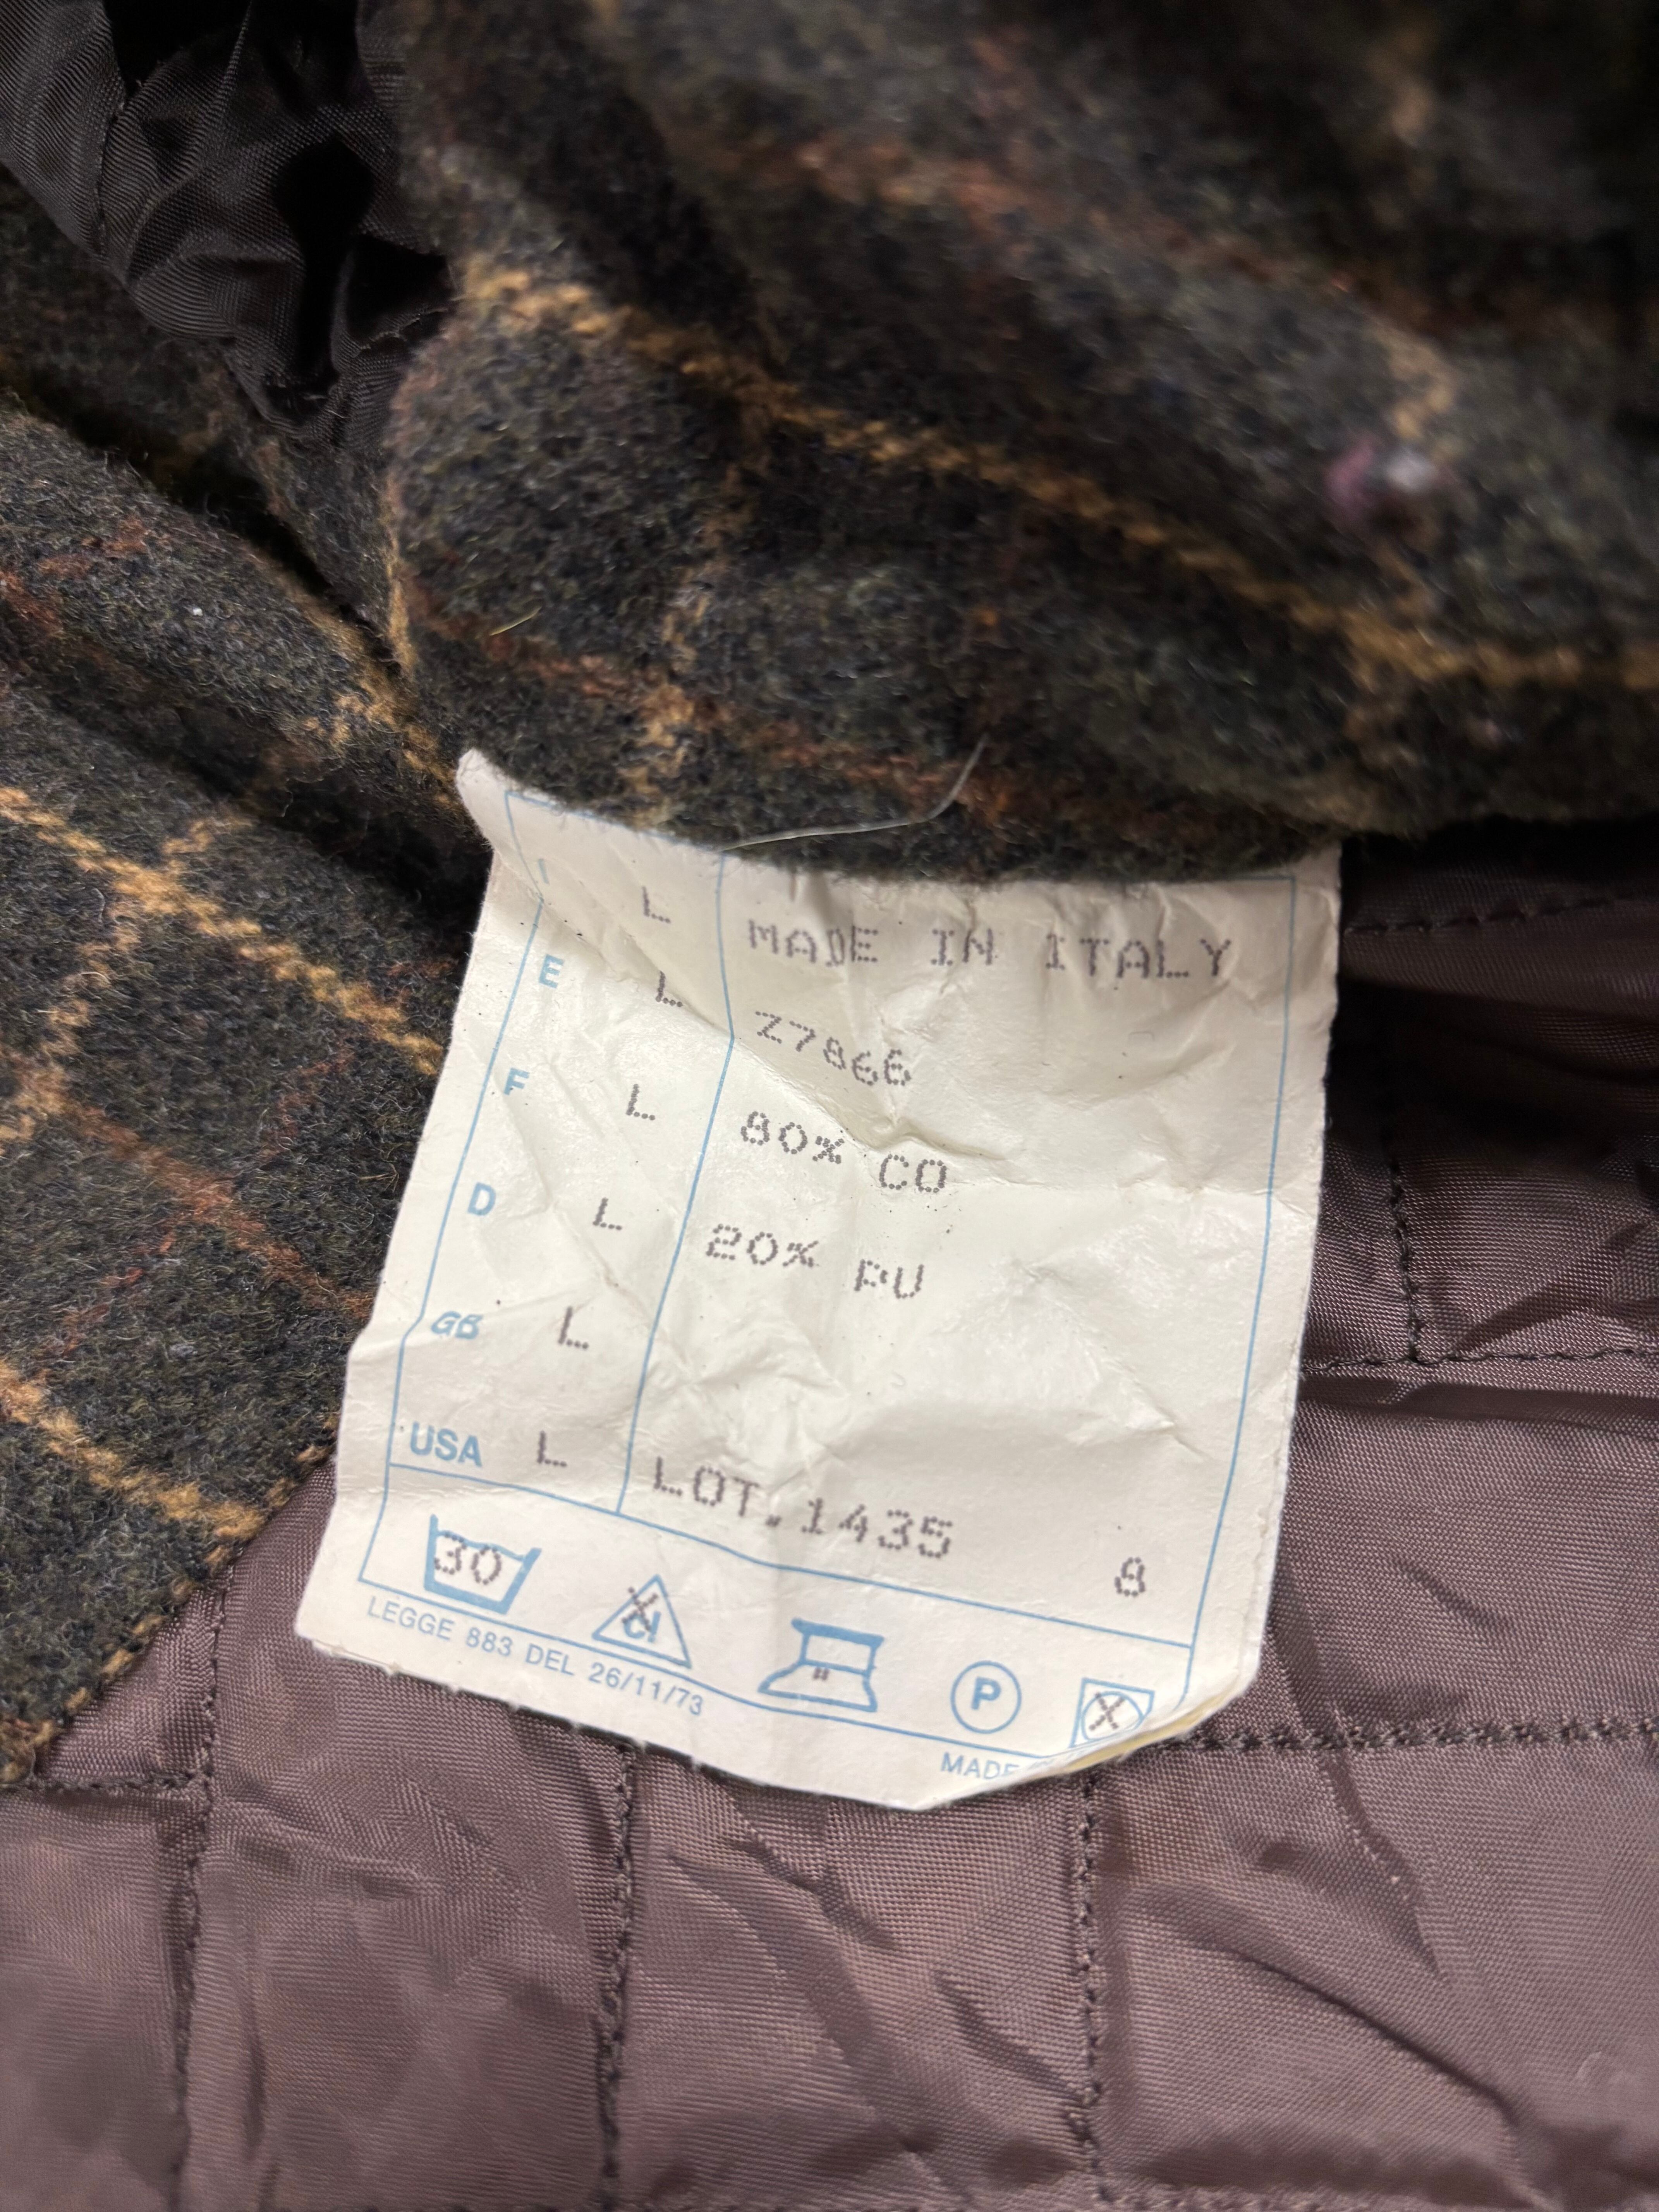 I L MADE IN ITALY
E L Z7866
F L 80% CO
D L 20% PU
GB L
USA L LOT.1435 8
30 Cl P
LEGGE 883 DEL 26/11/73
MADE